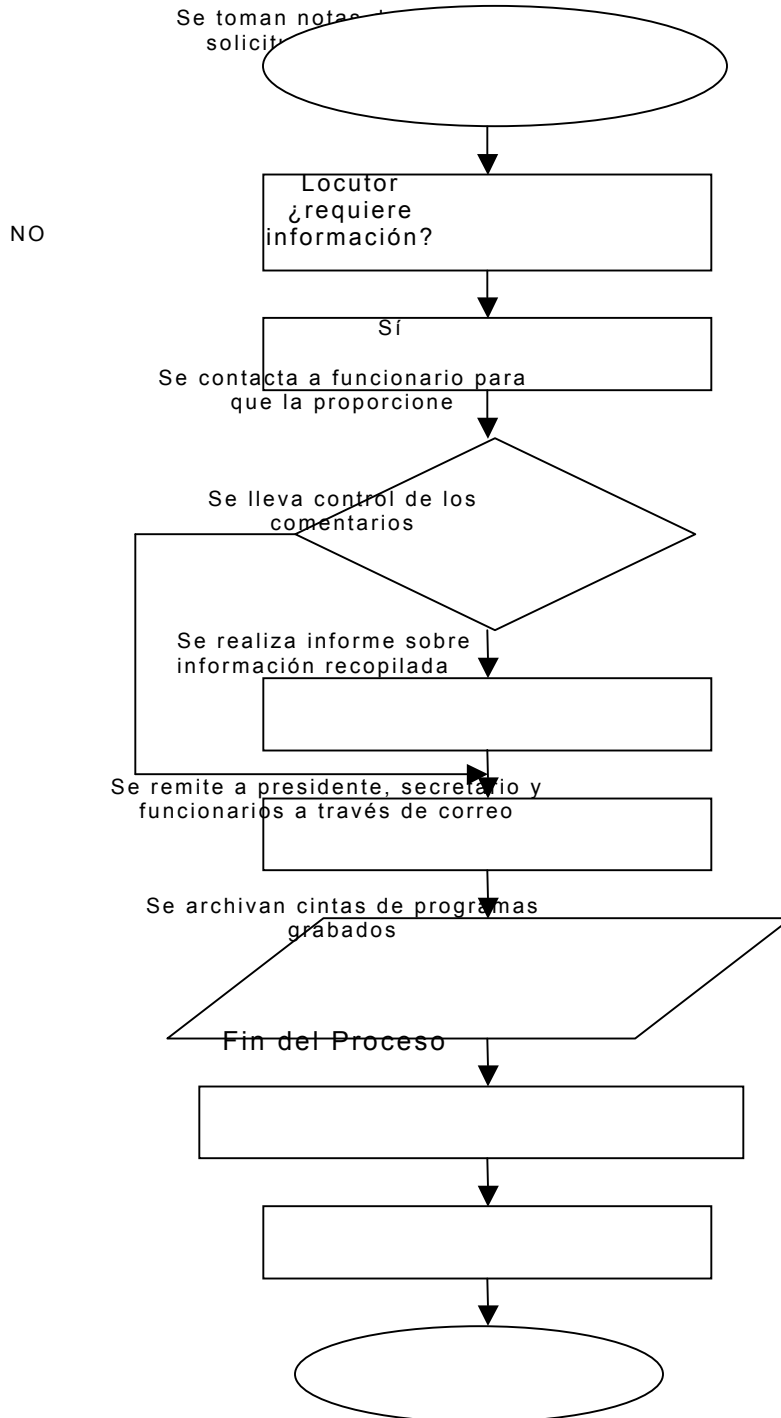 Se toman notas
Locutor
¿requiere
información?
NO
Sí
Se contacta a funcionario para
que la proporcione
Se lleva control de los
comentarios
Se realiza informe sobre
información recopilada
Se remite a presidente, secretario y
funcionarios a través de correo
Se archivan cintas de programas
grabados
Fin del Proceso